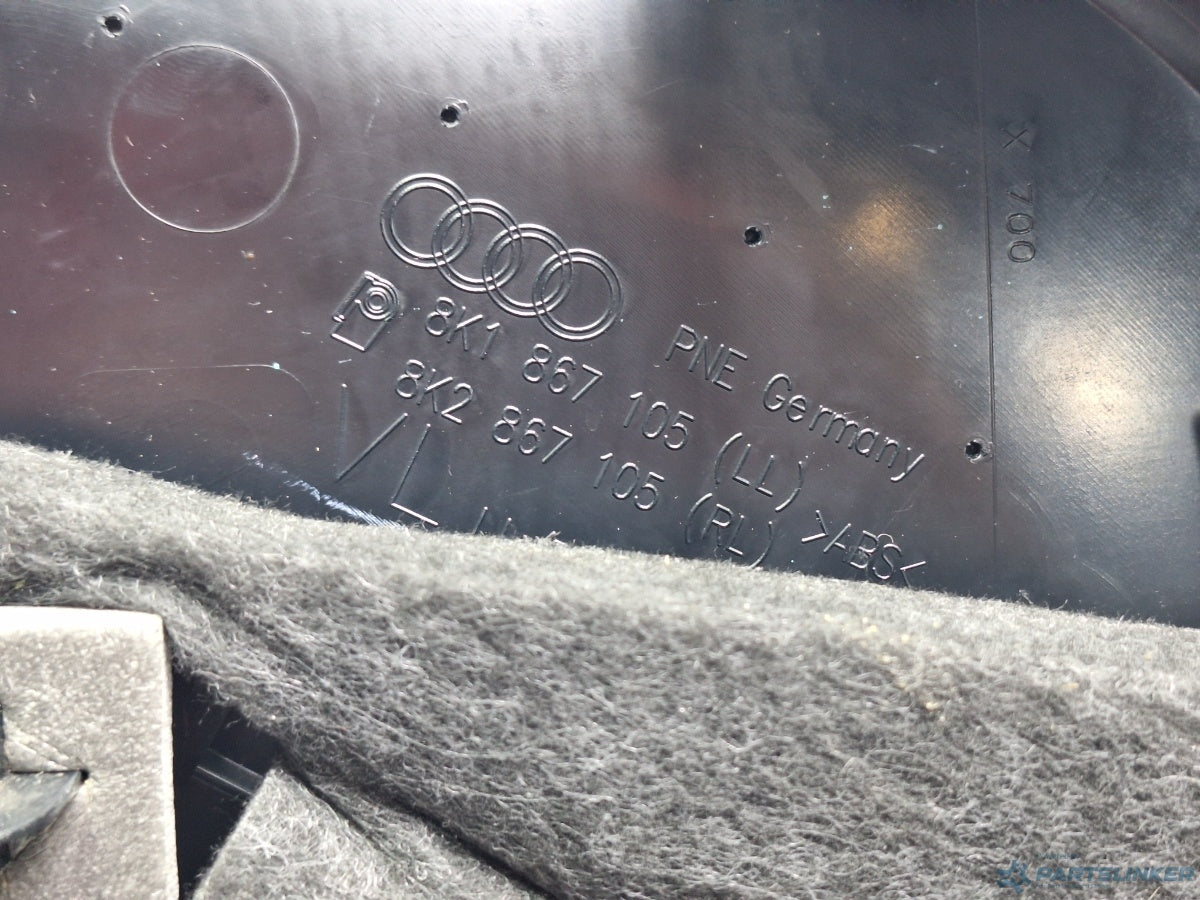 X 700
PNE Germany
8K1 867 105 (LL)
8K2 867 105 (RL) >ABS<
PARTSLINKER